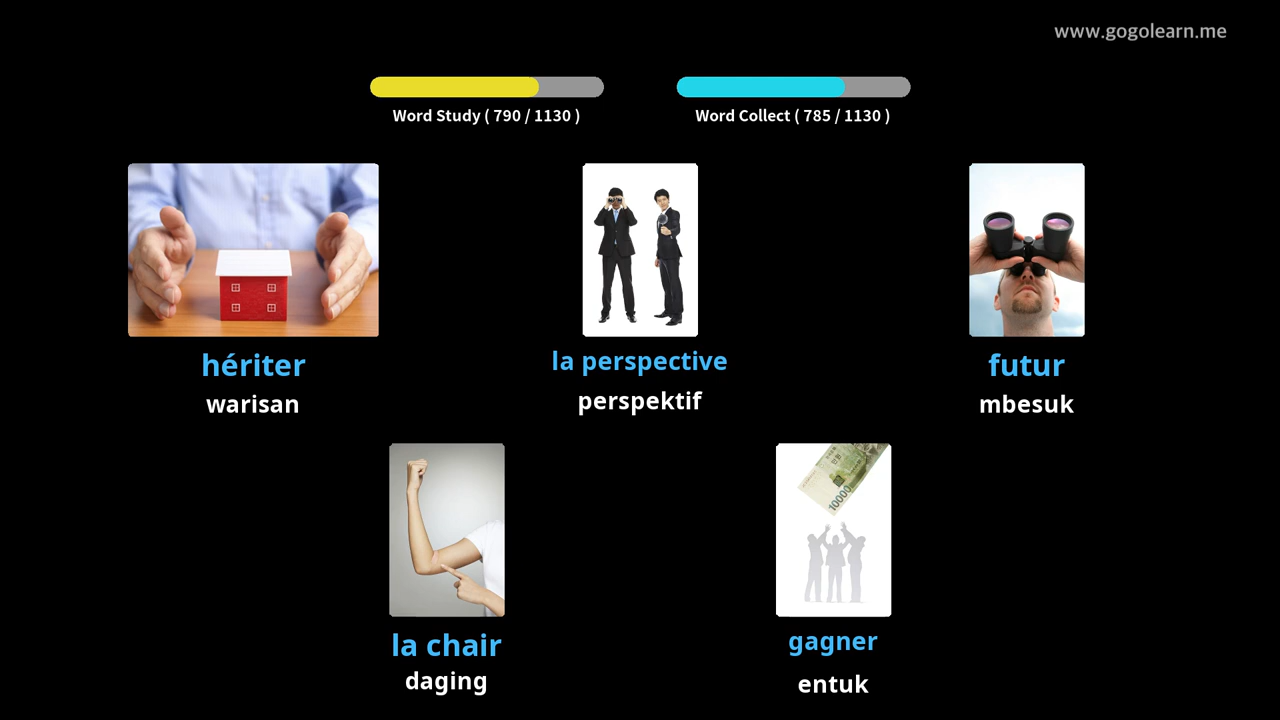 www.gogolearn.me
Word Study ( 790 / 1130 )
Word Collect ( 785 / 1130 )
hériter
warisan
la perspective
perspektif
futur
mbesuk
10000
la chair
daging
gagner
entuk